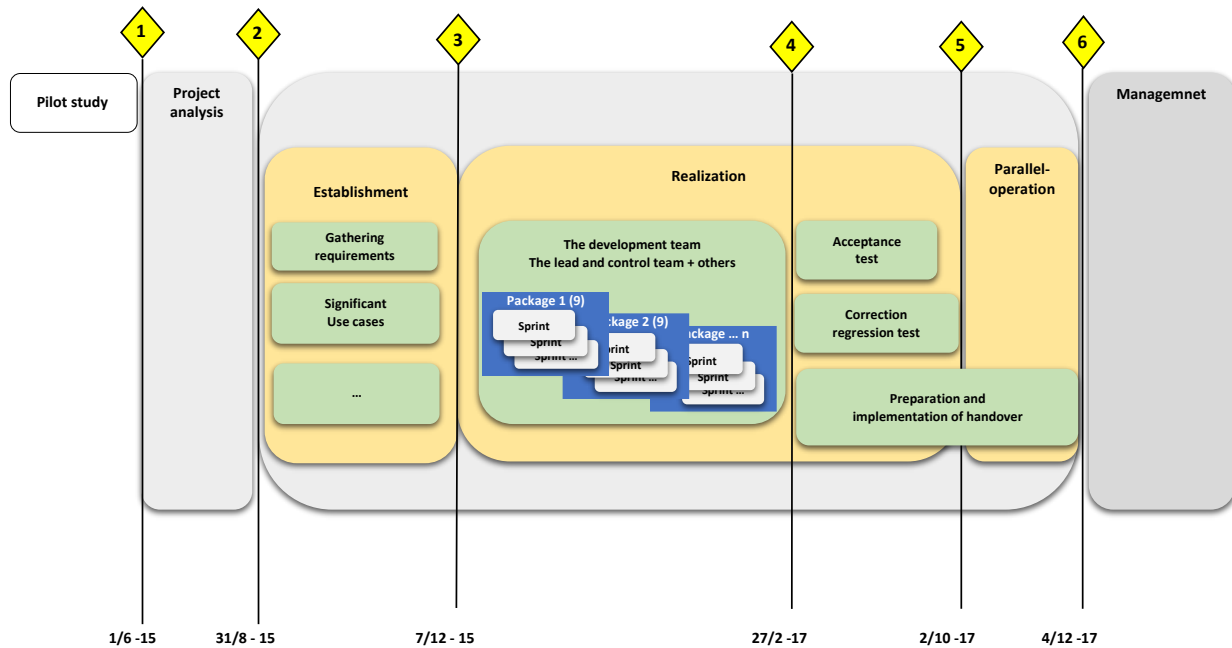 1
2
3
4
5
6
Pilot study
Project
analysis
Managemnet
Establishment
Realization
Parallel-
operation
Gathering
requirements
Significant
Use cases
...
The development team
The lead and control team + others
Package 1 (9)
Sprint
Sprint
Sprint ...
ckage 2 (9)
Sprint
Sprint
Sprint ...
ackage ... n
Sprint
Sprint
Sprint ...
Acceptance
test
Correction
regression test
Preparation and
implementation of handover
1/6 -15
31/8 - 15
7/12 - 15
27/2 -17
2/10 -17
4/12 -17